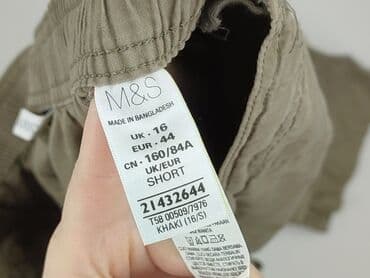 M&S
MADE IN BANGLADESH
UK - 16
EUR - 44
CN - 160/84A
UK/EUR
SHORT
21432644
T58 00509/7976
KHAKI (16/S)